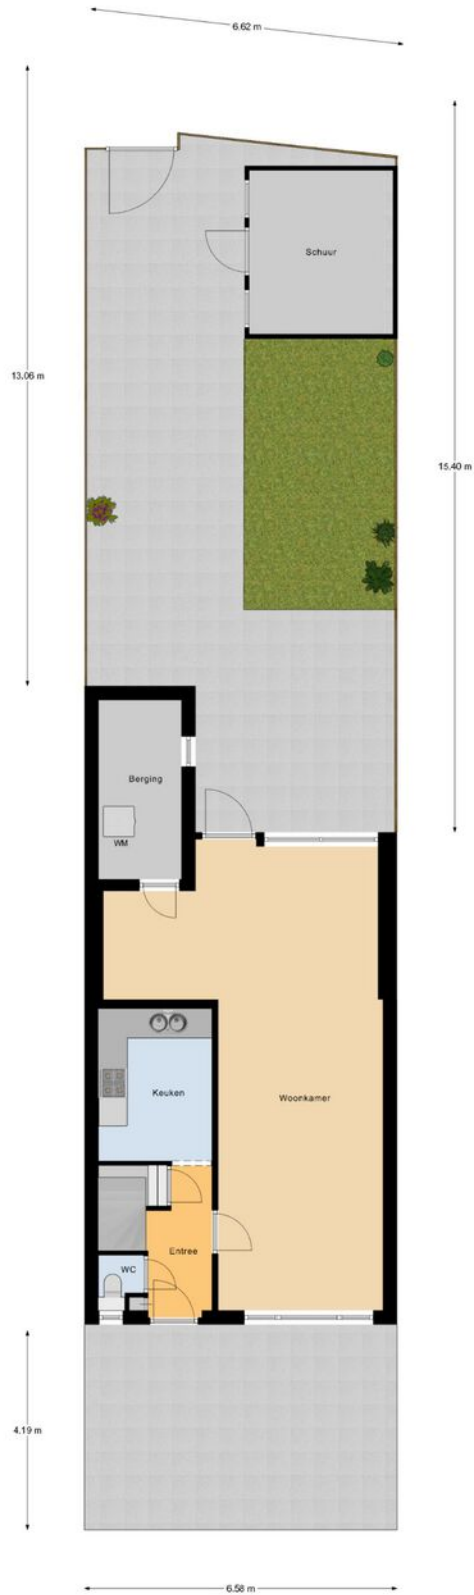 6.62 m
Schuur
13.06 m
15.40 m
Berging
WM
Keuken
Woonkamer
Entree
WC
4.19 m
6.58 m